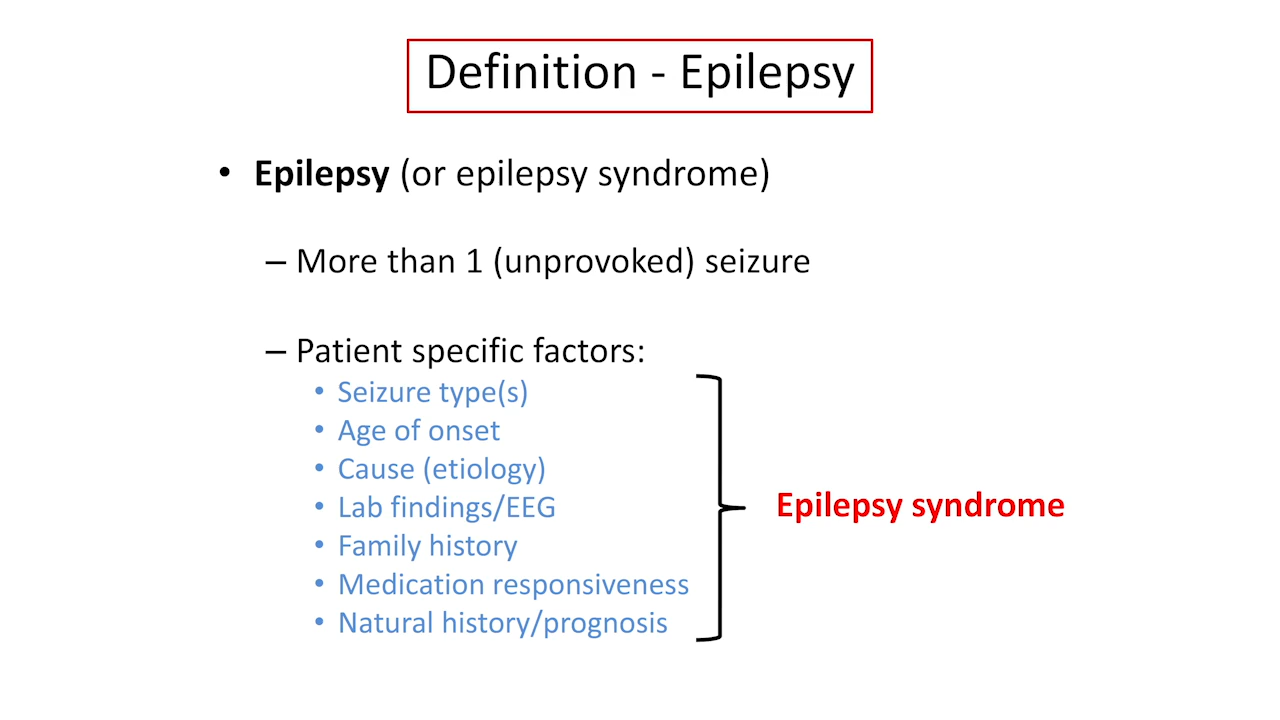 Definition - Epilepsy
• Epilepsy (or epilepsy syndrome)
– More than 1 (unprovoked) seizure
– Patient specific factors:
• Seizure type(s)
• Age of onset
• Cause (etiology)
• Lab findings/EEG
• Family history
• Medication responsiveness
• Natural history/prognosis
Epilepsy syndrome